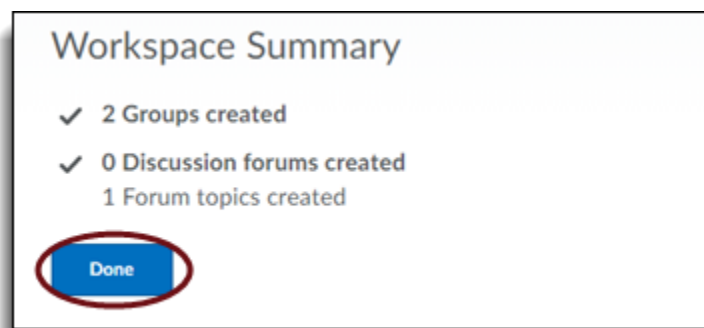 Workspace Summary
2 Groups created
0 Discussion forums created
1 Forum topics created
Done